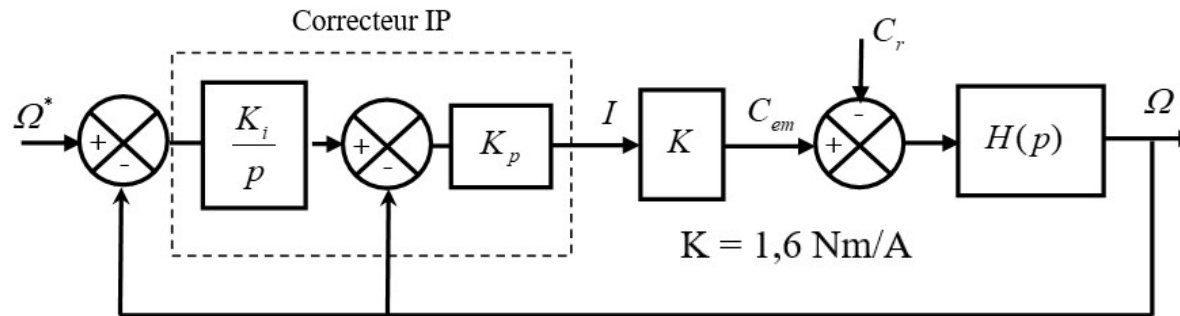 Correcteur IP
Ω* + - K_i / p + - K_p I K C_em + - C_r H(p) Ω
K = 1,6 Nm/A